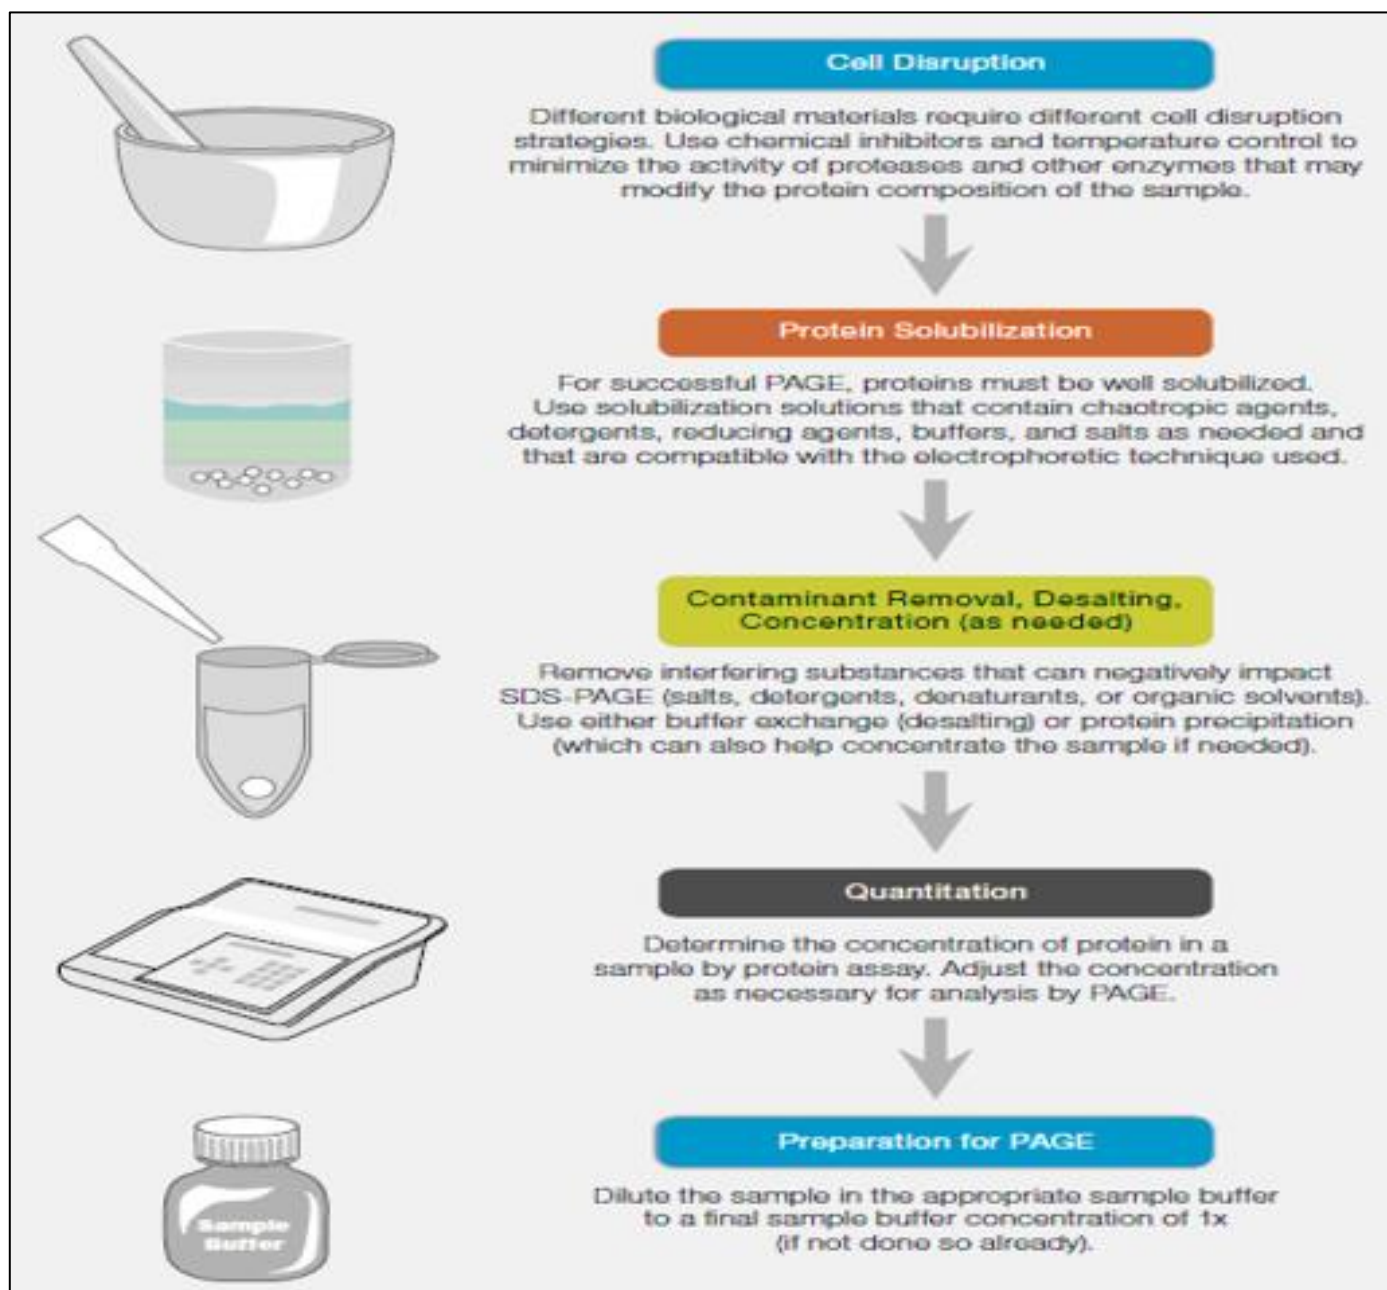 Cell Disruption
Different biological materials require different cell disruption
strategies. Use chemical inhibitors and temperature control to
minimize the activity of proteases and other enzymes that may
modify the protein composition of the sample.
Protein Solubilization
For successful PAGE, proteins must be well solubilized.
Use solubilization solutions that contain chaotropic agents,
detergents, reducing agents, buffers, and salts as needed and
that are compatible with the electrophoretic technique used.
Contaminant Removal, Desalting,
Concentration (as needed)
Remove interfering substances that can negatively impact
SDS-PAGE (salts, detergents, denaturants, or organic solvents).
Use either buffer exchange (desalting) or protein precipitation
(which can also help concentrate the sample if needed).
Quantitation
Determine the concentration of protein in a
sample by protein assay. Adjust the concentration
as necessary for analysis by PAGE.
Preparation for PAGE
Dilute the sample in the appropriate sample buffer
to a final sample buffer concentration of 1x
(if not done so already).
Sample
Buffer